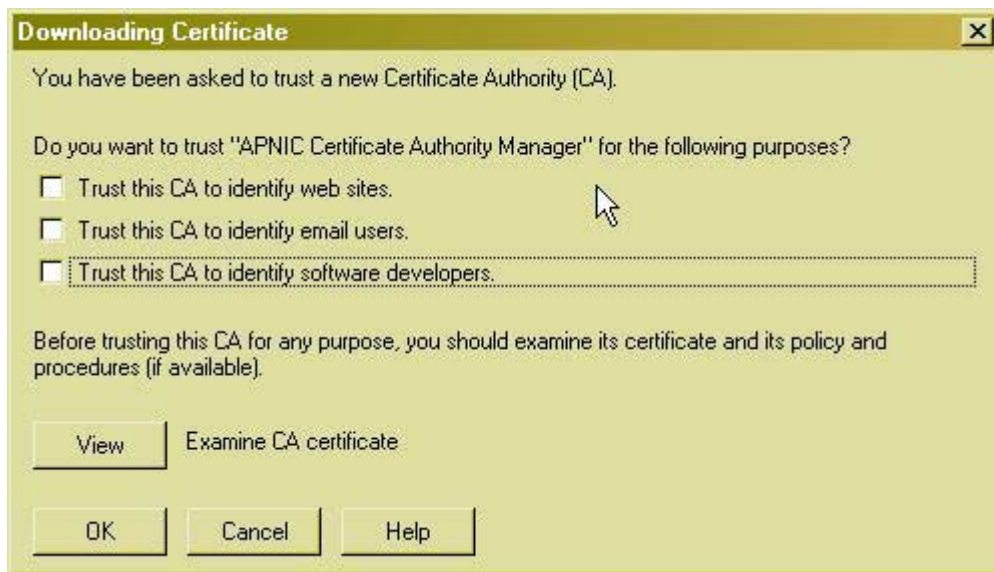 Downloading Certificate
You have been asked to trust a new Certificate Authority (CA).
Do you want to trust "APNIC Certificate Authority Manager" for the following purposes?
Trust this CA to identify web sites.
Trust this CA to identify email users.
Trust this CA to identify software developers.
Before trusting this CA for any purpose, you should examine its certificate and its policy and
procedures (if available).
View Examine CA certificate
OK Cancel Help